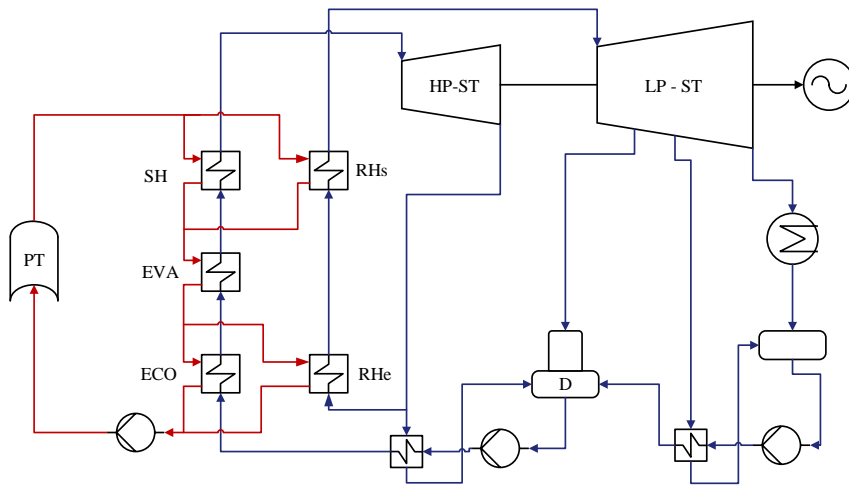 HP-ST
LP - ST
SH
RHs
PT
EVA
ECO
RHe
D